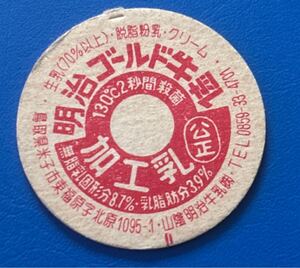 生乳(70%以上)・脱脂粉乳・クリーム
明治ゴールド牛乳
130℃2秒間殺菌
公正
加工乳
無脂乳固形分8.7%・乳脂肪分3.9%
鳥取県米子市東福原字北原1095-1・山陰明治牛乳(株)TEL0859-33-4701